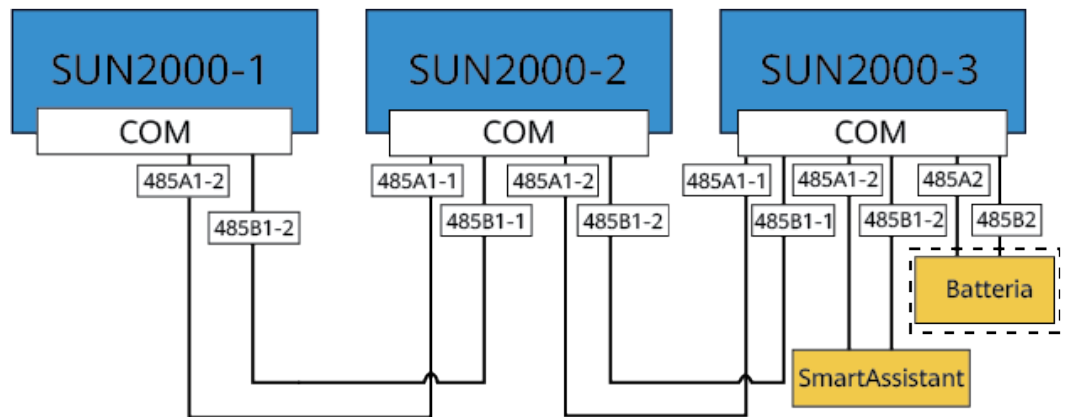 SUN2000-1
SUN2000-2
SUN2000-3
COM
COM
COM
485A1-2
485B1-2
485A1-1
485B1-1
485A1-2
485B1-2
485A1-1
485B1-1
485A1-2
485B1-2
485A2
485B2
Batteria
SmartAssistant